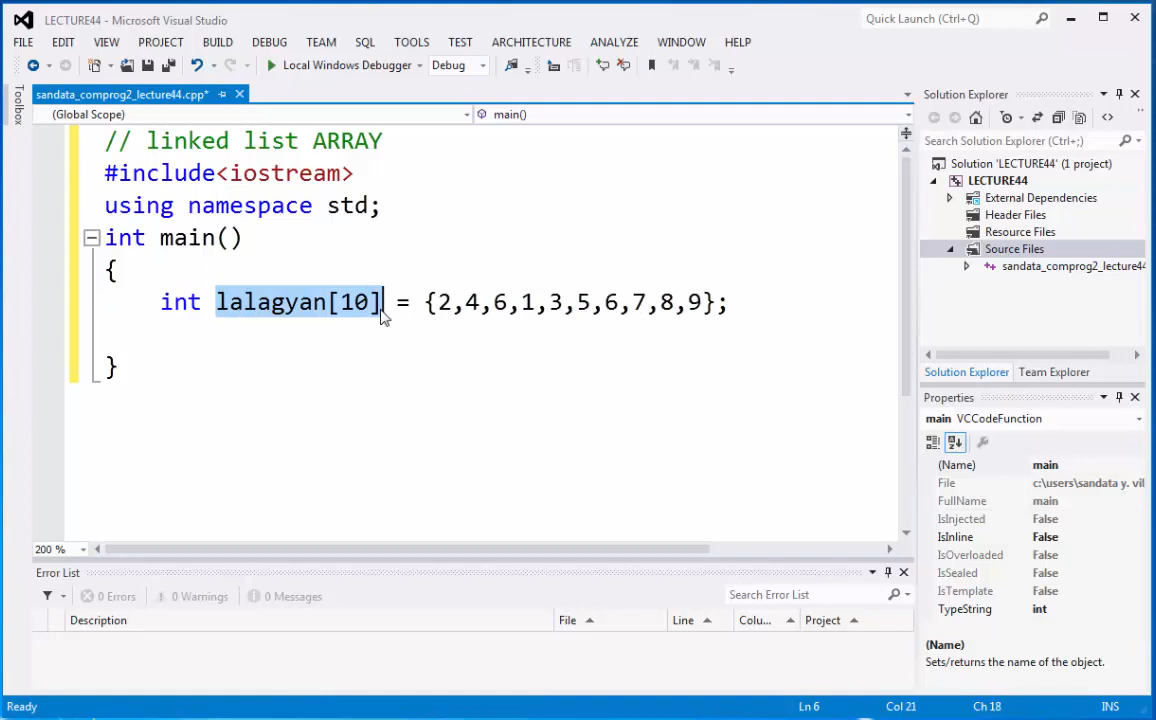 LECTURE44 - Microsoft Visual Studio
Quick Launch (Ctrl+Q)
FILE EDIT VIEW PROJECT BUILD DEBUG TEAM SQL TOOLS TEST ARCHITECTURE ANALYZE WINDOW HELP
Local Windows Debugger Debug
Toolbox
sandata_comprog2_lecture44.cpp*
(Global Scope) main()
// linked list ARRAY
#include<iostream>
using namespace std;
int main()
{
int lalagyan[10] = {2,4,6,1,3,5,6,7,8,9};
}
200 %
Error List
0 Errors 0 Warnings 0 Messages
Search Error List
Description File Line Colu... Project
Solution Explorer
Search Solution Explorer (Ctrl+;)
Solution 'LECTURE44' (1 project)
LECTURE44
External Dependencies
Header Files
Resource Files
Source Files
sandata_comprog2_lecture44
Solution Explorer Team Explorer
Properties
main VCCodeFunction
(Name) main
File c:\users\sandata y. vil
FullName main
IsInjected False
IsInline False
IsOverloaded False
IsSealed False
IsTemplate False
TypeString int
(Name)
Sets/returns the name of the object.
Ready Ln 6 Col 21 Ch 18 INS